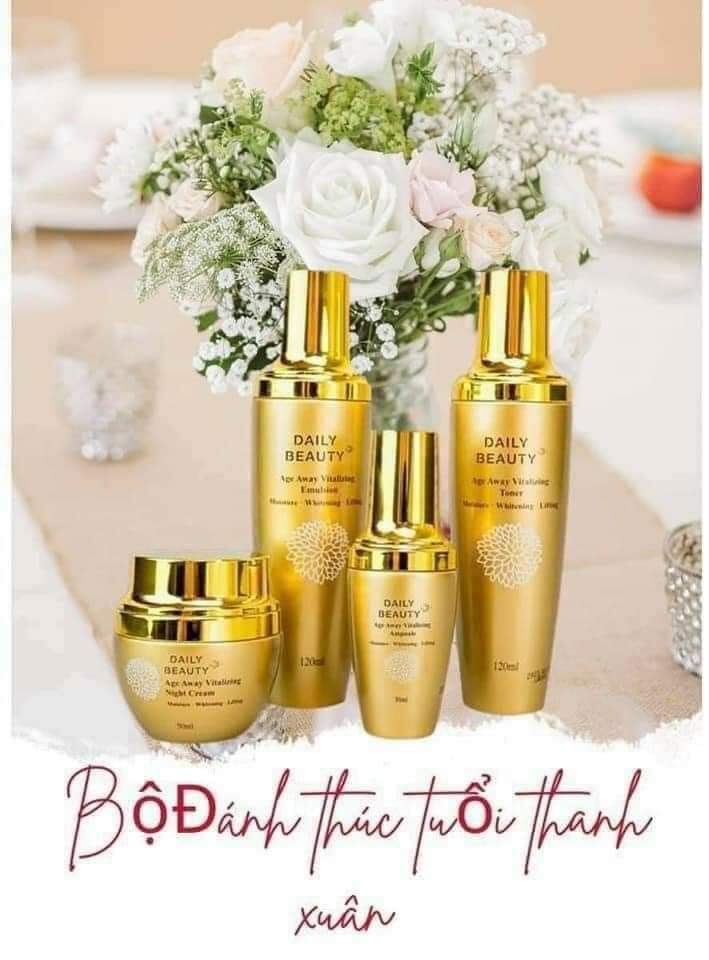 DAILY
BEAUTY
Age Away Vitalizing
Emulsion
Moisture · Whitening · Lifting
120ml
DAILY
BEAUTY
Age Away Vitalizing
Toner
Moisture · Whitening · Lifting
120ml
DAILY
BEAUTY
Age Away Vitalizing
Ampoule
Moisture · Whitening · Lifting
30ml
DAILY
BEAUTY
Age Away Vitalizing
Night Cream
Moisture · Whitening · Lifting
50ml
BộĐánh thúc tuổi thanh
xuân